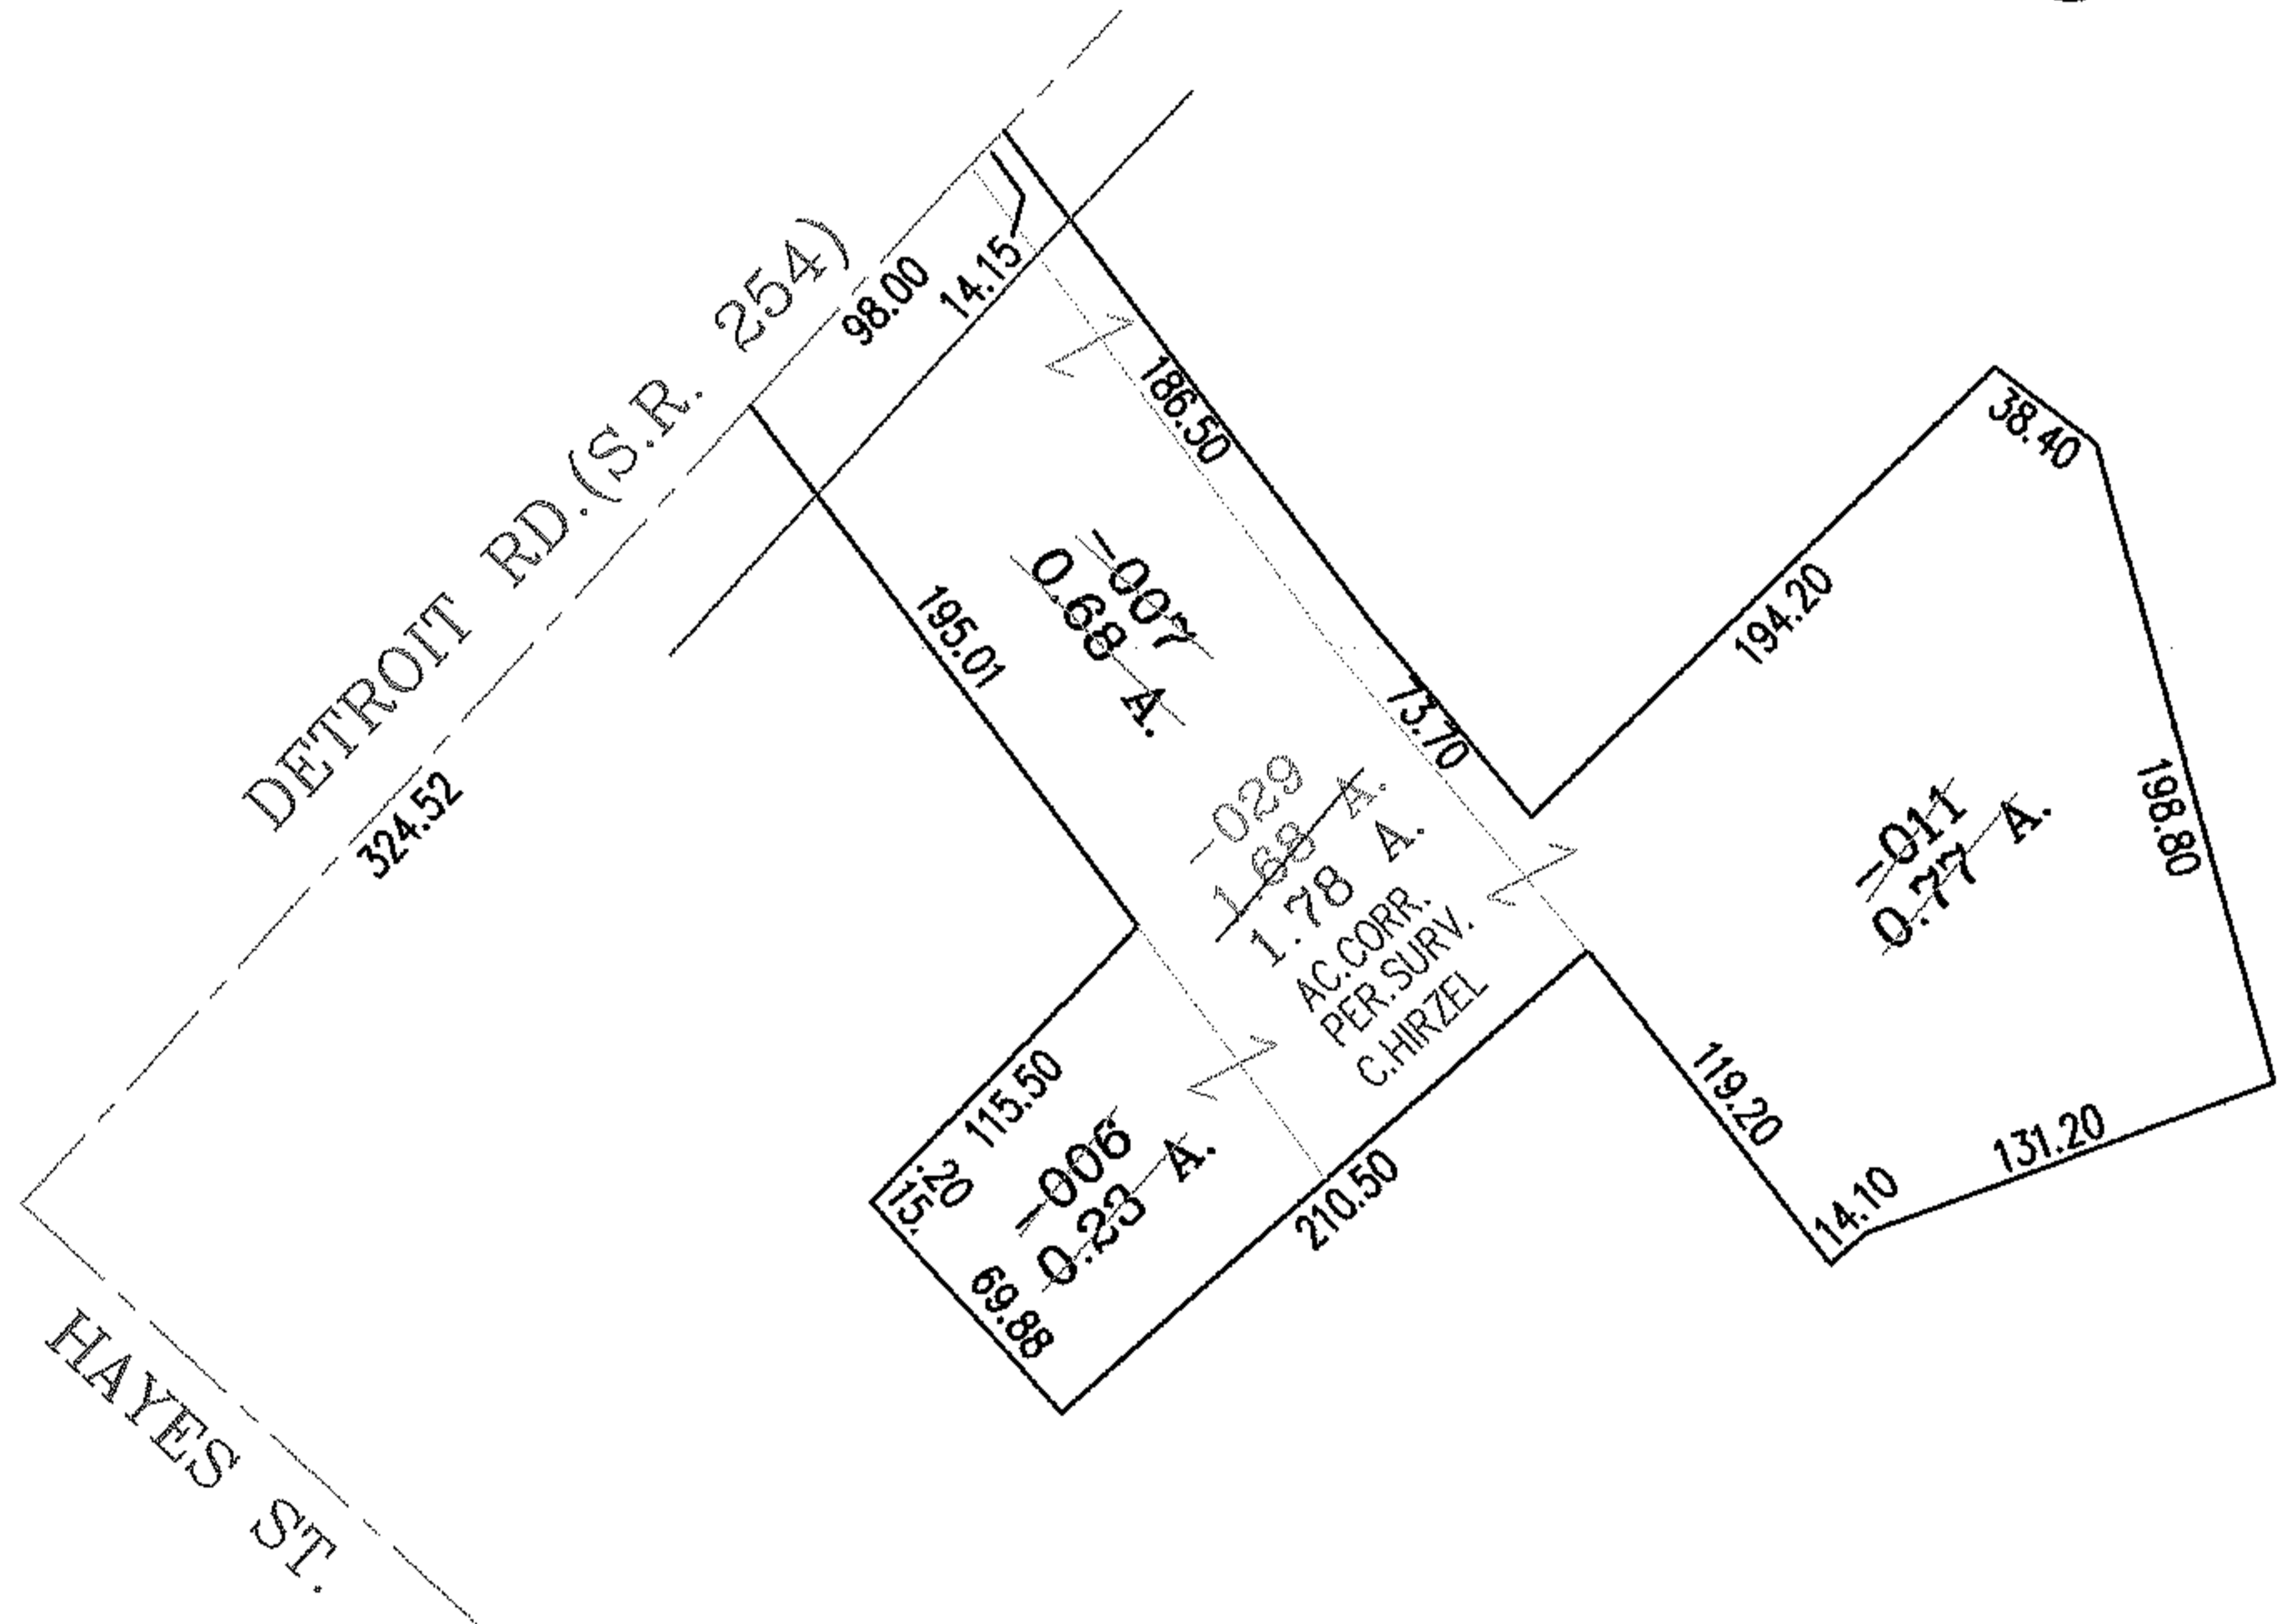 DETROIT RD.(S.R. 254)
98.00
14.15
186.50
38.40
195.01
-007
0.68 A.
194.20
73.70
324.52
-029
1.68 A.
1.78 A.
AC.CORR.
PER.SURV.
C.HIRZEL
-011
0.77 A.
198.80
115.50
15.20
-006
0.23 A.
69.88
210.50
119.20
131.20
14.10
HAYES ST.